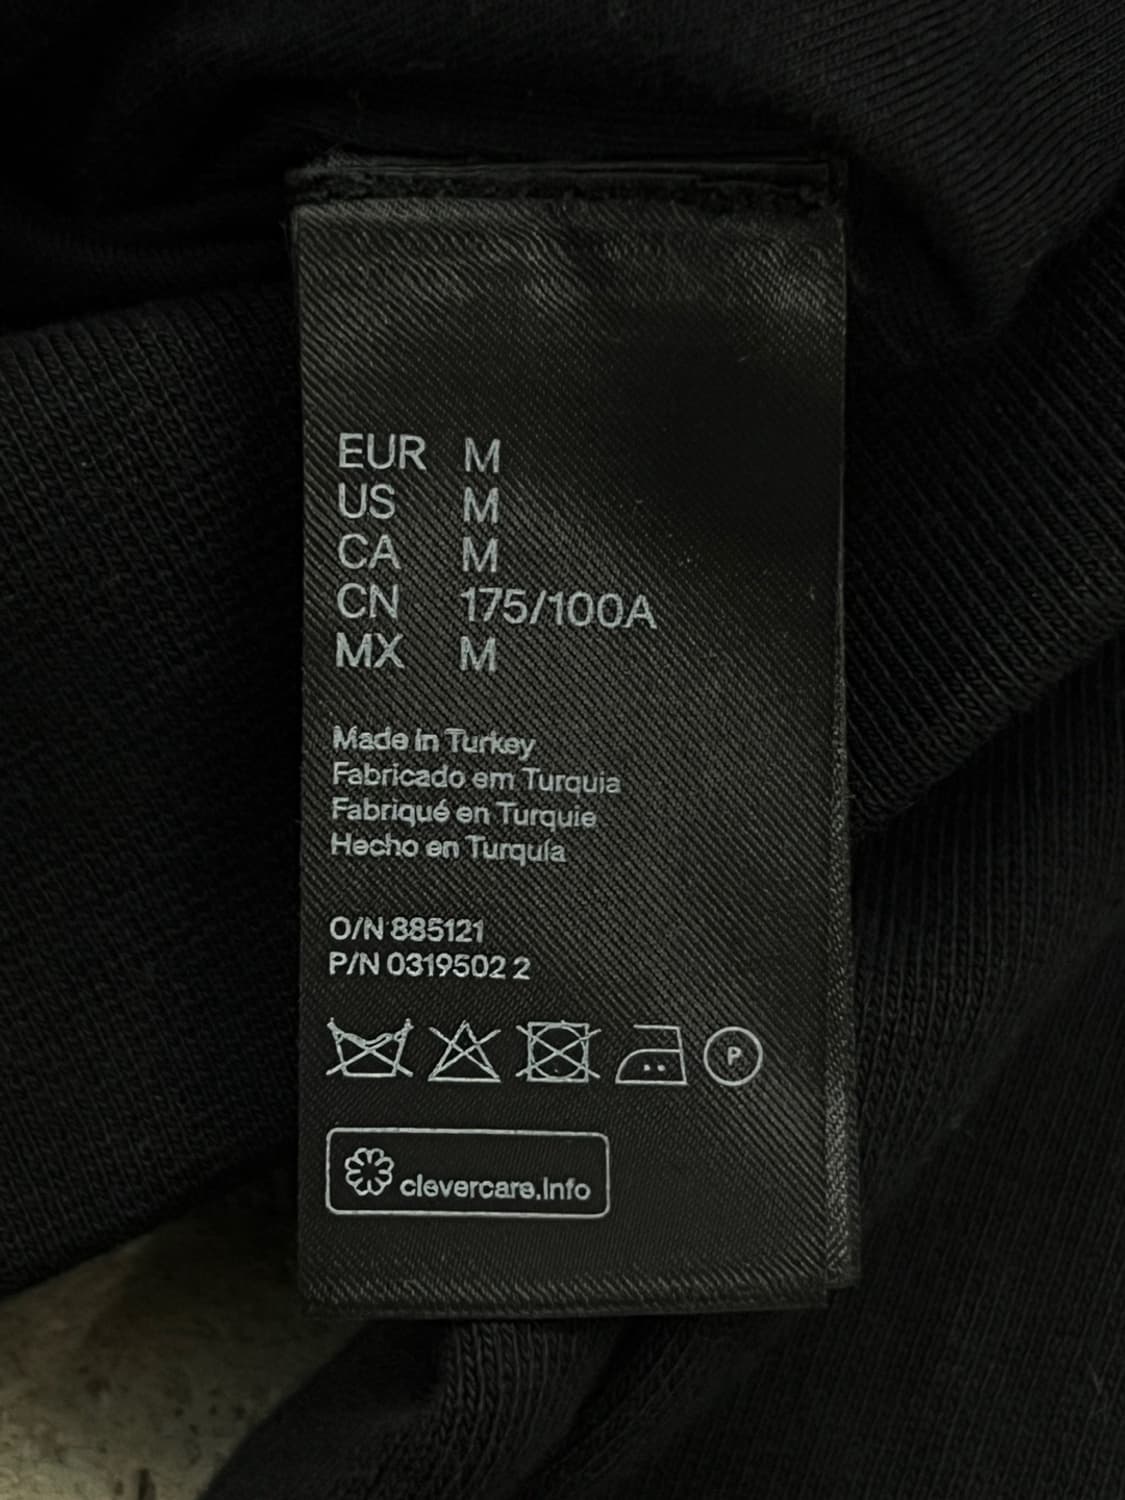 EUR M
US M
CA M
CN 175/100A
MX M
Made in Turkey
Fabricado em Turquia
Fabriqué en Turquie
Hecho en Turquía
O/N 885121
P/N 0319502 2
P
clevercare.info